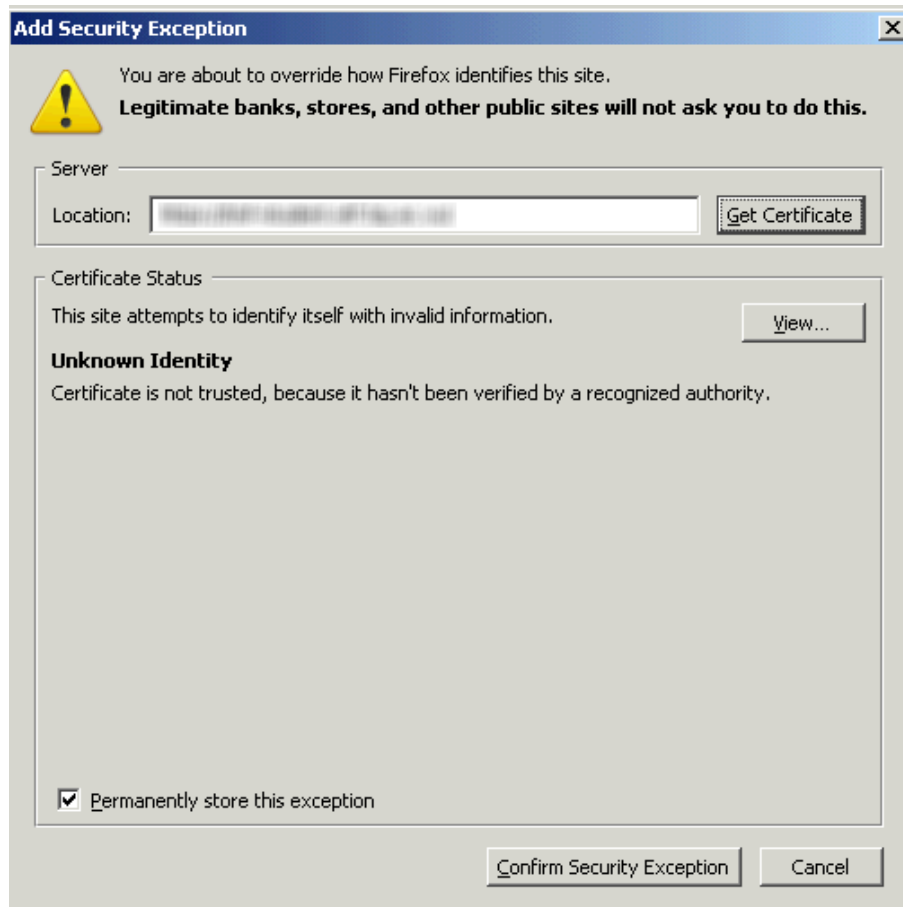 Add Security Exception
You are about to override how Firefox identifies this site.
Legitimate banks, stores, and other public sites will not ask you to do this.
Server
Location:
Get Certificate
Certificate Status
This site attempts to identify itself with invalid information.
View...
Unknown Identity
Certificate is not trusted, because it hasn't been verified by a recognized authority.
Permanently store this exception
Confirm Security Exception
Cancel